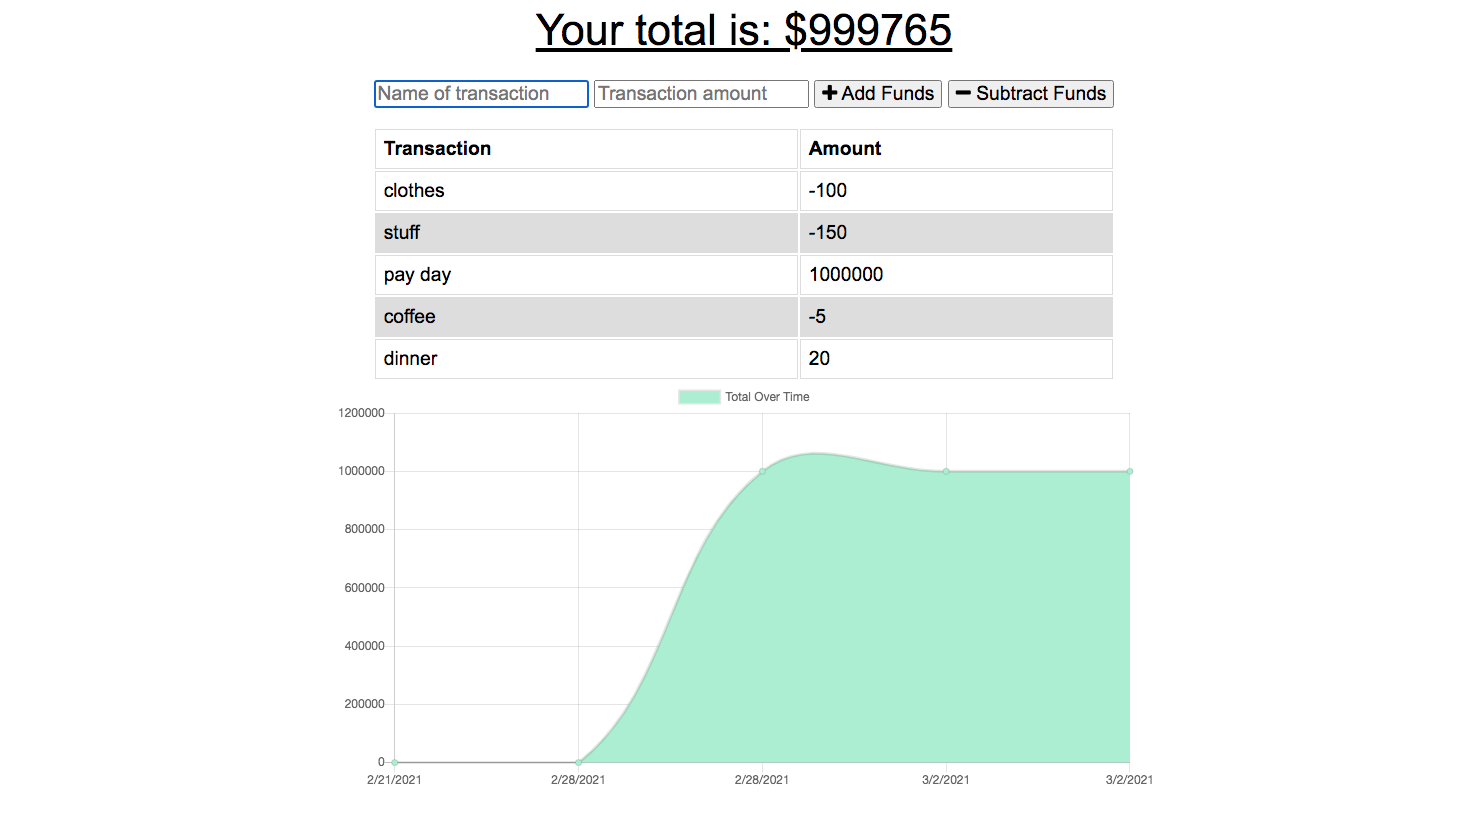 Your total is: $999765
Name of transaction Transaction amount Add Funds Subtract Funds
Transaction Amount
clothes -100
stuff -150
pay day 1000000
coffee -5
dinner 20
Total Over Time
1200000
1000000
800000
600000
400000
200000
0
2/21/2021 2/28/2021 2/28/2021 3/2/2021 3/2/2021